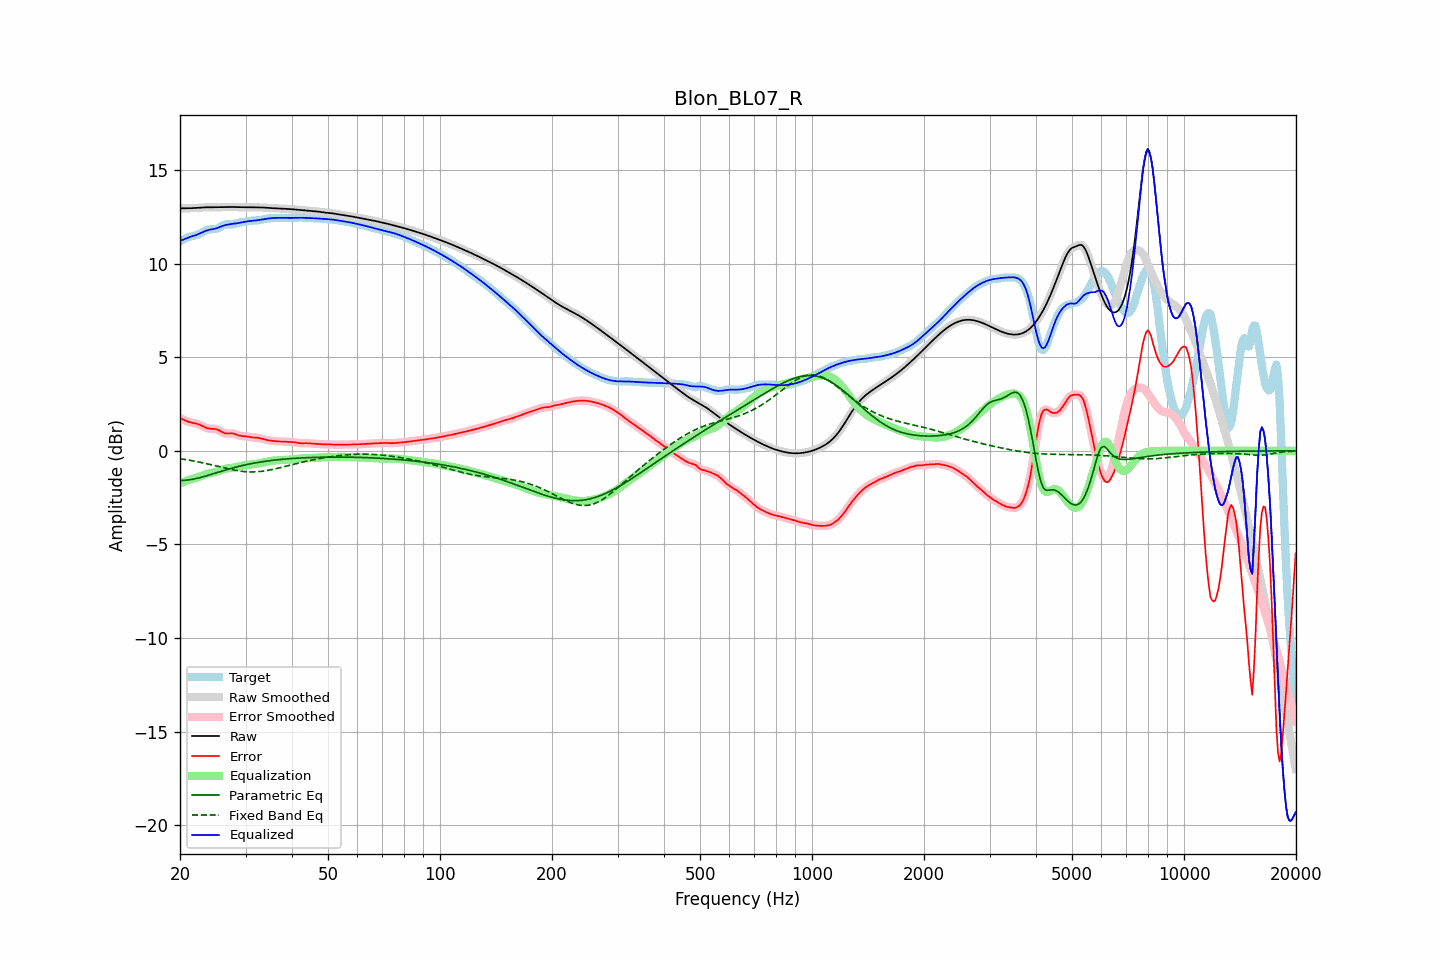 Blon_BL07_R
Amplitude (dBr)
15
10
5
0
−5
−10
−15
−20
Target
Raw Smoothed
Error Smoothed
Raw
Error
Equalization
Parametric Eq
Fixed Band Eq
Equalized
20
50
100
200
500
1000
2000
5000
10000
20000
Frequency (Hz)